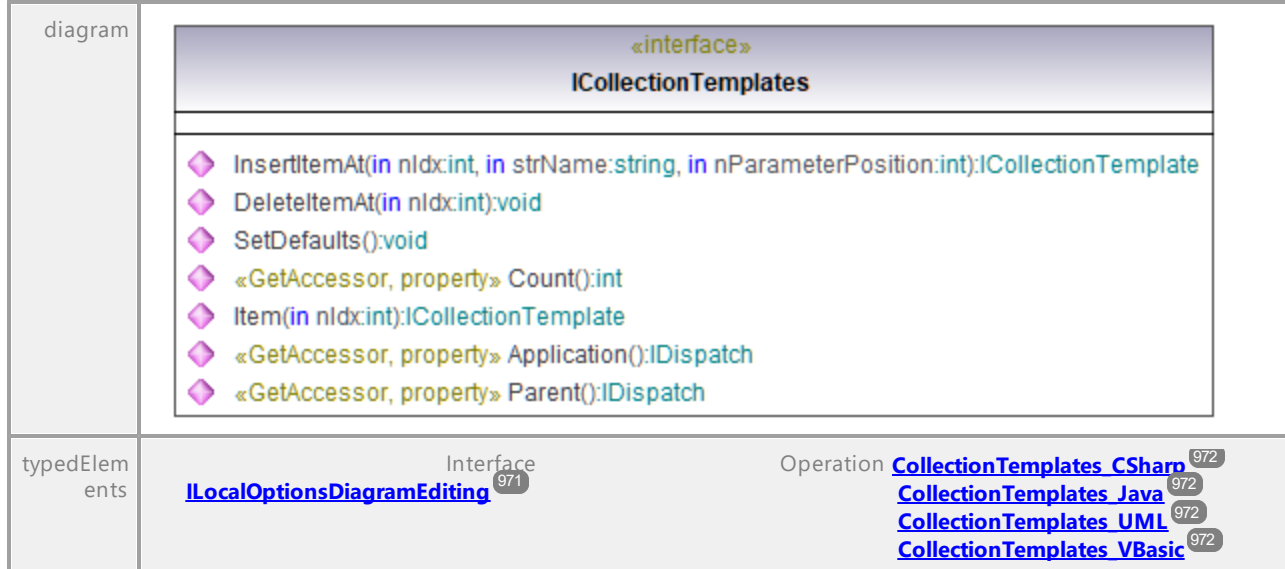 diagram
«interface»
ICollectionTemplates
InsertItemAt(in nIdx:int, in strName:string, in nParameterPosition:int):ICollectionTemplate
DeleteItemAt(in nIdx:int):void
SetDefaults():void
«GetAccessor, property» Count():int
Item(in nIdx:int):ICollectionTemplate
«GetAccessor, property» Application():IDispatch
«GetAccessor, property» Parent():IDispatch
typedElem
ents
Interface
ILocalOptionsDiagramEditing 971
Operation CollectionTemplates_CSharp 972
CollectionTemplates_Java 972
CollectionTemplates_UML 972
CollectionTemplates_VBasic 972